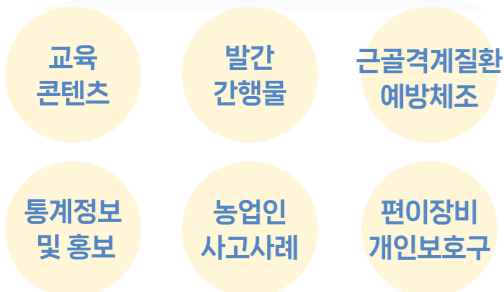 교육
콘텐츠
발간
간행물
근골격계질환
예방체조
통계정보
및 홍보
농업인
사고사례
편이장비
개인보호구